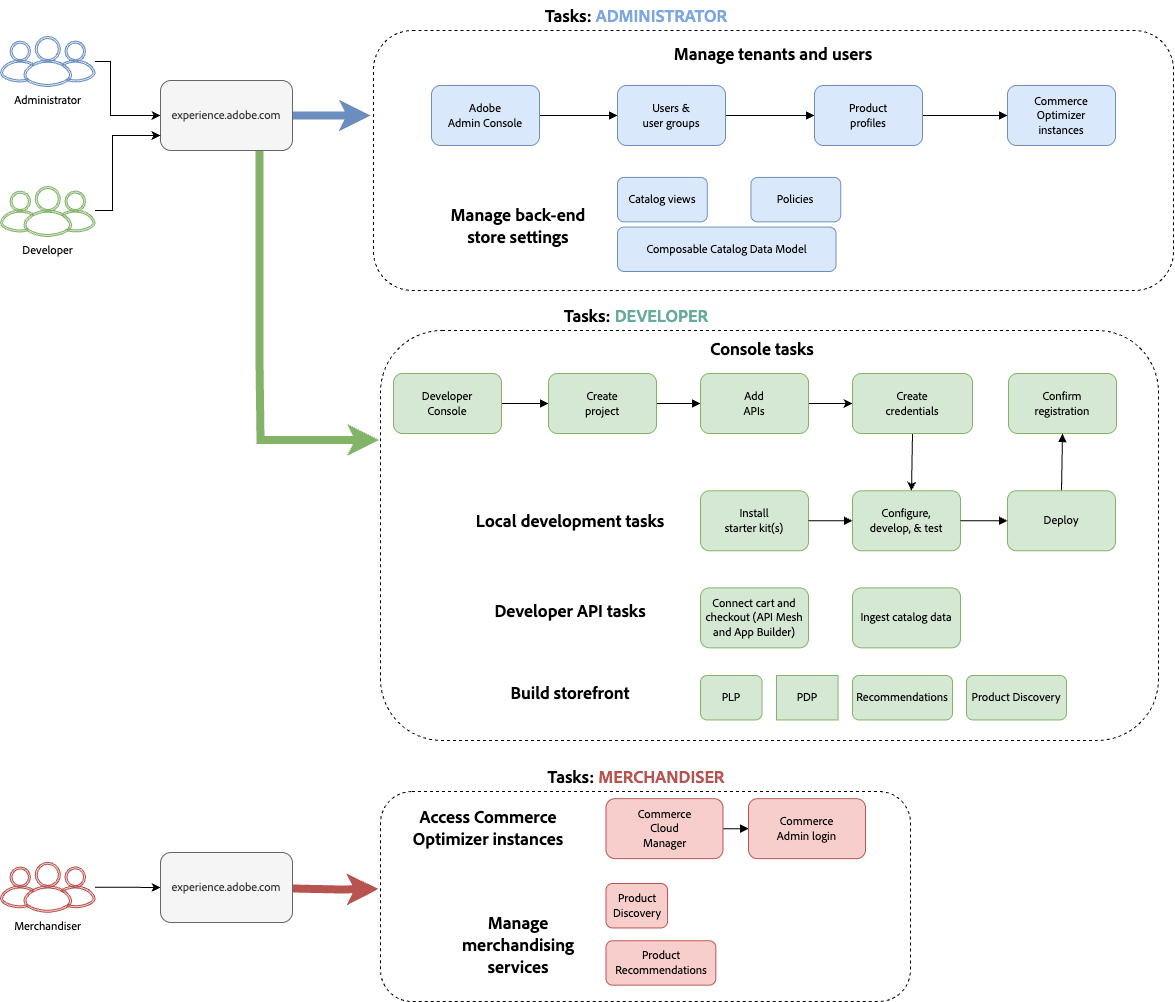 Tasks: ADMINISTRATOR
Administrator
experience.adobe.com
Developer
Manage tenants and users
Adobe
Admin Console
Users &
user groups
Product
profiles
Commerce
Optimizer
instances
Manage back-end
store settings
Catalog views
Policies
Composable Catalog Data Model
Tasks: DEVELOPER
Console tasks
Developer
Console
Create
project
Add
APIs
Create
credentials
Confirm
registration
Local development tasks
Install
starter kit(s)
Configure,
develop, & test
Deploy
Developer API tasks
Connect cart and
checkout (API Mesh
and App Builder)
Ingest catalog data
Build storefront
PLP
PDP
Recommendations
Product Discovery
Tasks: MERCHANDISER
Merchandiser
experience.adobe.com
Access Commerce
Optimizer instances
Commerce
Cloud
Manager
Commerce
Admin login
Manage
merchandising
services
Product
Discovery
Product
Recommendations